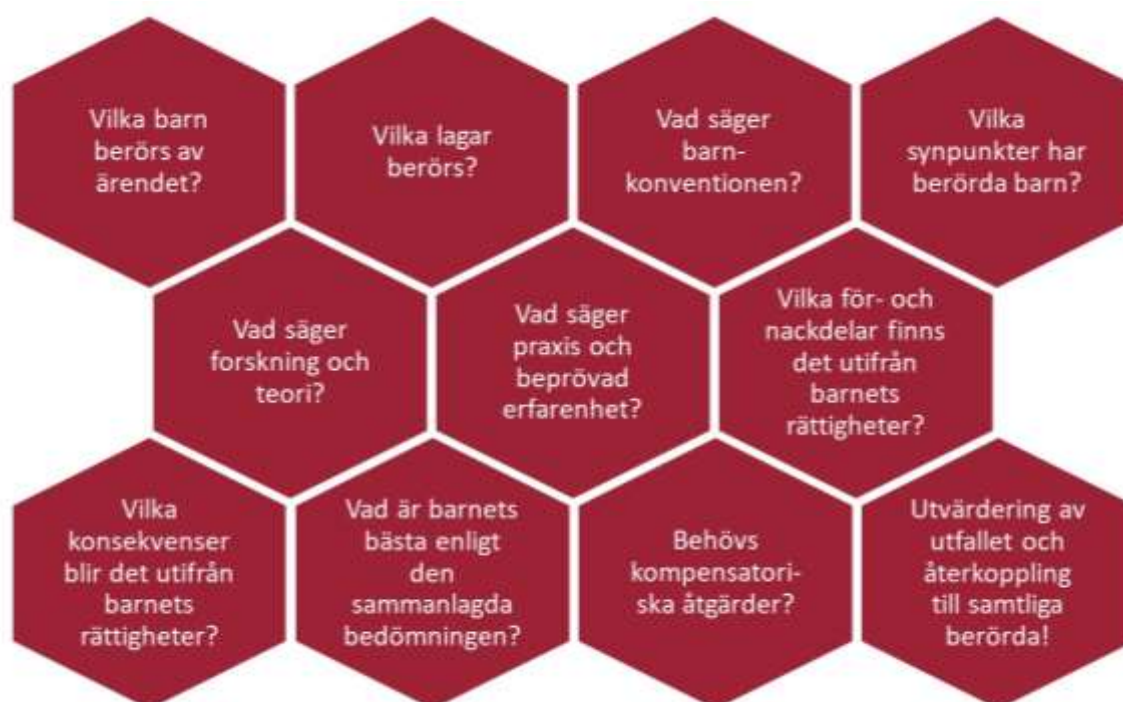 Vilka barn
berörs av
ärendet?
Vilka lagar
berörs?
Vad säger
barn-
konventionen?
Vilka
synpunkter har
berörda barn?
Vad säger
forskning och
teori?
Vad säger
praxis och
beprövad
erfarenhet?
Vilka för- och
nackdelar finns
det utifrån
barnets
rättigheter?
Vilka
konsekvenser
blir det utifrån
barnets
rättigheter?
Vad är barnets
bästa enligt
den
sammanlagda
bedömningen?
Behövs
kompensatori-
ska åtgärder?
Utvärdering av
utfallet och
återkoppling
till samtliga
berörda!